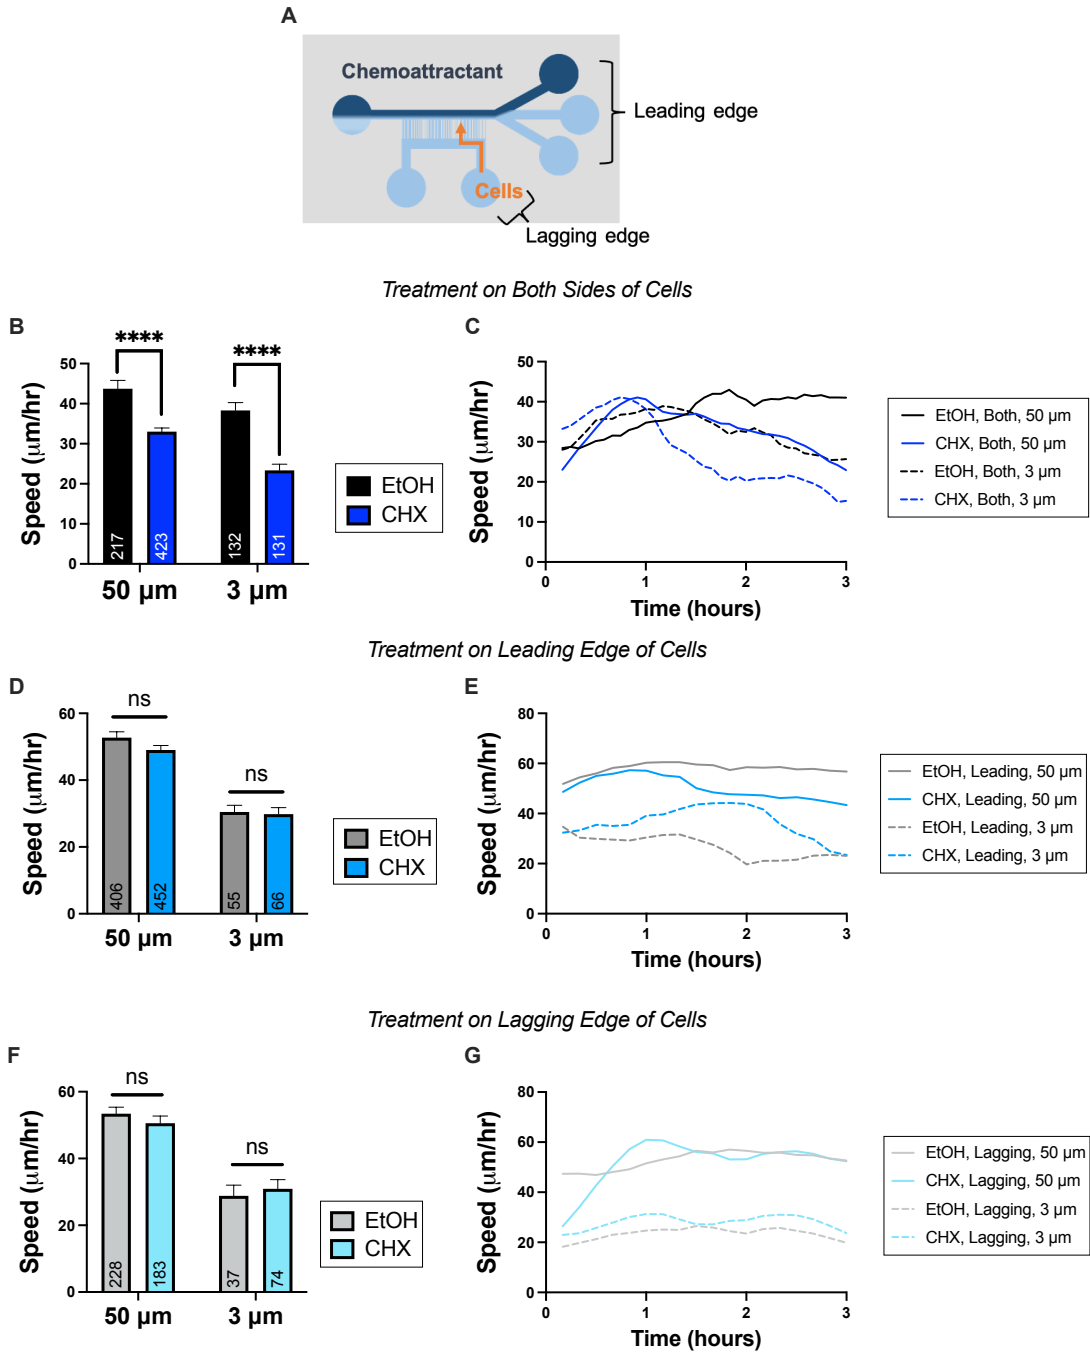 A
Chemoattractant
Leading edge
Cells
Lagging edge
Treatment on Both Sides of Cells
B
****
****
50
40
30
20
10
0
Speed (μm/hr)
217
423
132
131
50 μm
3 μm
EtOH
CHX
C
50
40
30
20
10
0
Speed (μm/hr)
0
1
2
3
Time (hours)
EtOH, Both, 50 μm
CHX, Both, 50 μm
EtOH, Both, 3 μm
CHX, Both, 3 μm
Treatment on Leading Edge of Cells
D
ns
ns
60
40
20
0
Speed (μm/hr)
406
452
55
66
50 μm
3 μm
EtOH
CHX
E
80
60
40
20
0
Speed (μm/hr)
0
1
2
3
Time (hours)
EtOH, Leading, 50 μm
CHX, Leading, 50 μm
EtOH, Leading, 3 μm
CHX, Leading, 3 μm
Treatment on Lagging Edge of Cells
F
ns
ns
60
40
20
0
Speed (μm/hr)
228
183
37
74
50 μm
3 μm
EtOH
CHX
G
80
60
40
20
0
Speed (μm/hr)
0
1
2
3
Time (hours)
EtOH, Lagging, 50 μm
CHX, Lagging, 50 μm
EtOH, Lagging, 3 μm
CHX, Lagging, 3 μm